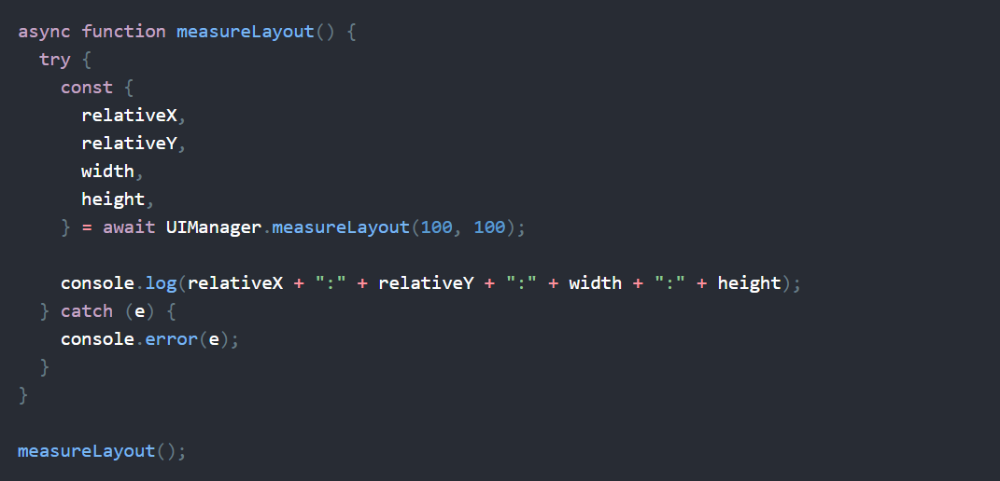 async function measureLayout() {
  try {
    const {
      relativeX,
      relativeY,
      width,
      height,
    } = await UIManager.measureLayout(100, 100);

    console.log(relativeX + ":" + relativeY + ":" + width + ":" + height);
  } catch (e) {
    console.error(e);
  }
}

measureLayout();